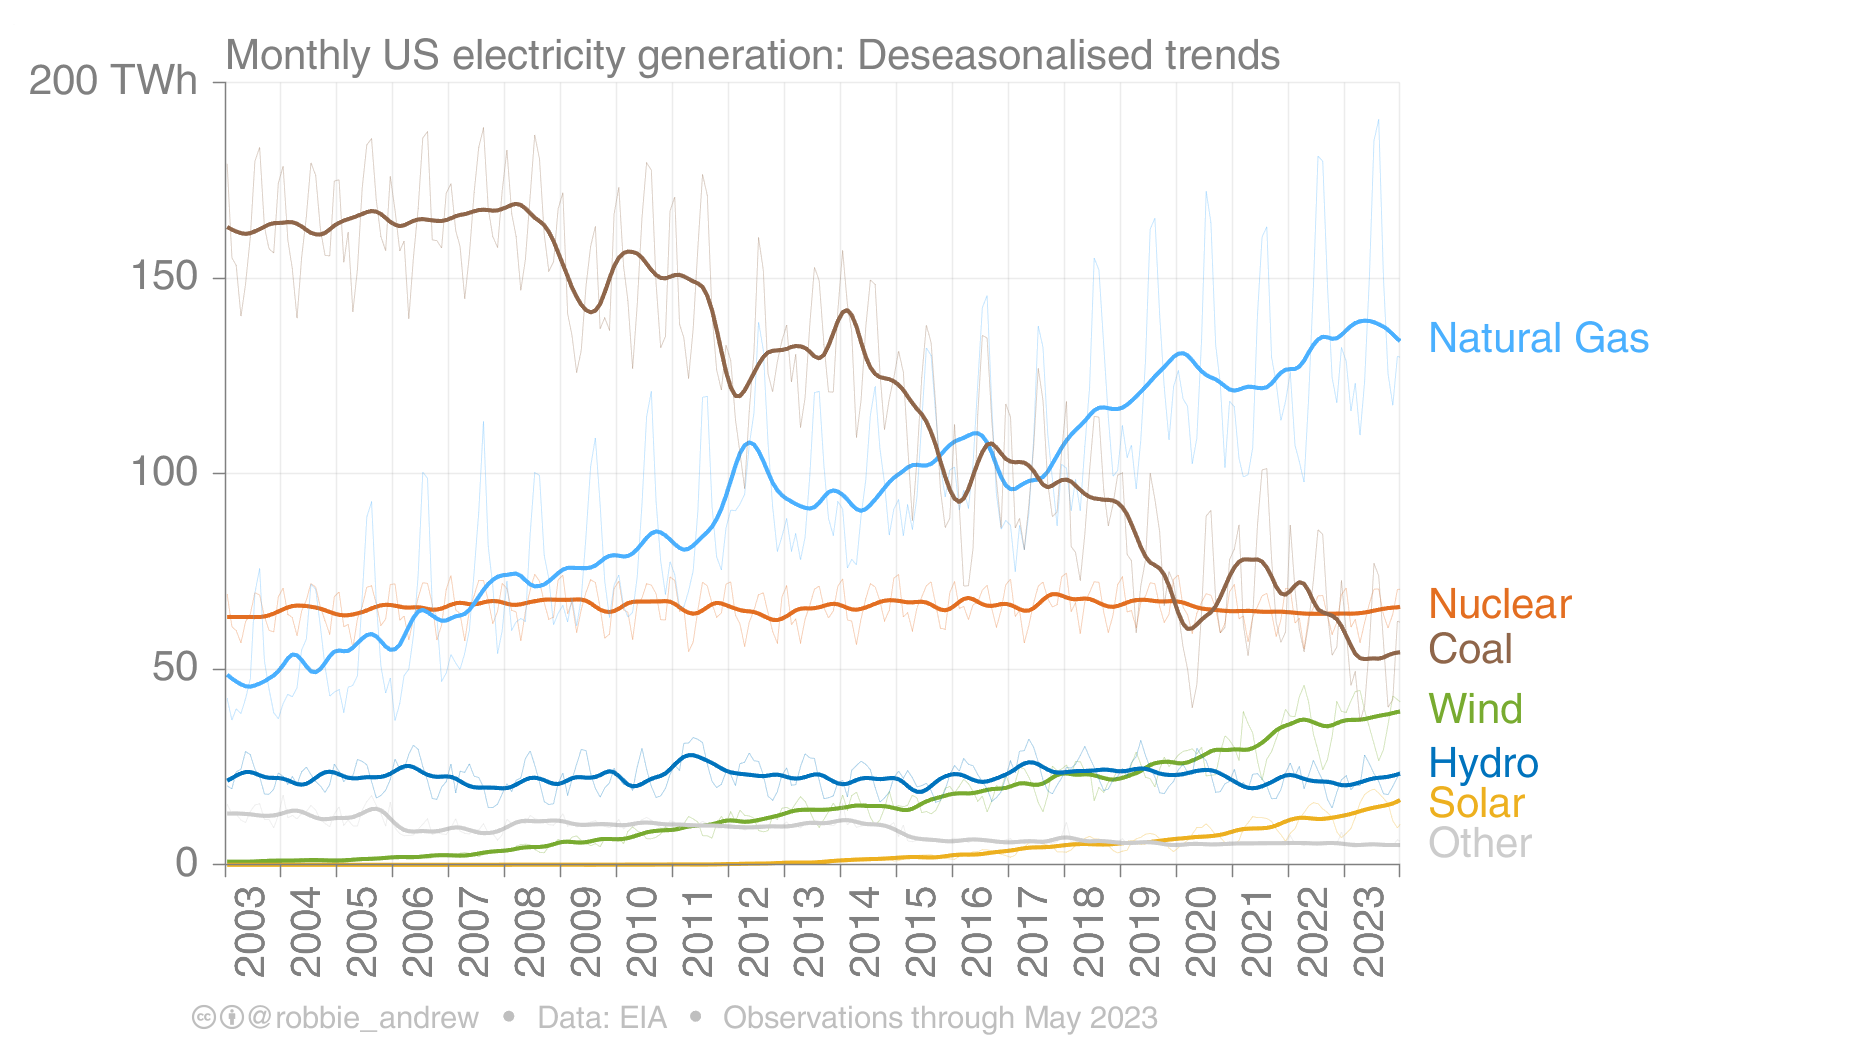 Monthly US electricity generation: Deseasonalised trends
200 TWh
150
100
50
0
Natural Gas
Nuclear
Coal
Wind
Hydro
Solar
Other
2003
2004
2005
2006
2007
2008
2009
2010
2011
2012
2013
2014
2015
2016
2017
2018
2019
2020
2021
2022
2023
cc @robbie_andrew • Data: EIA • Observations through May 2023